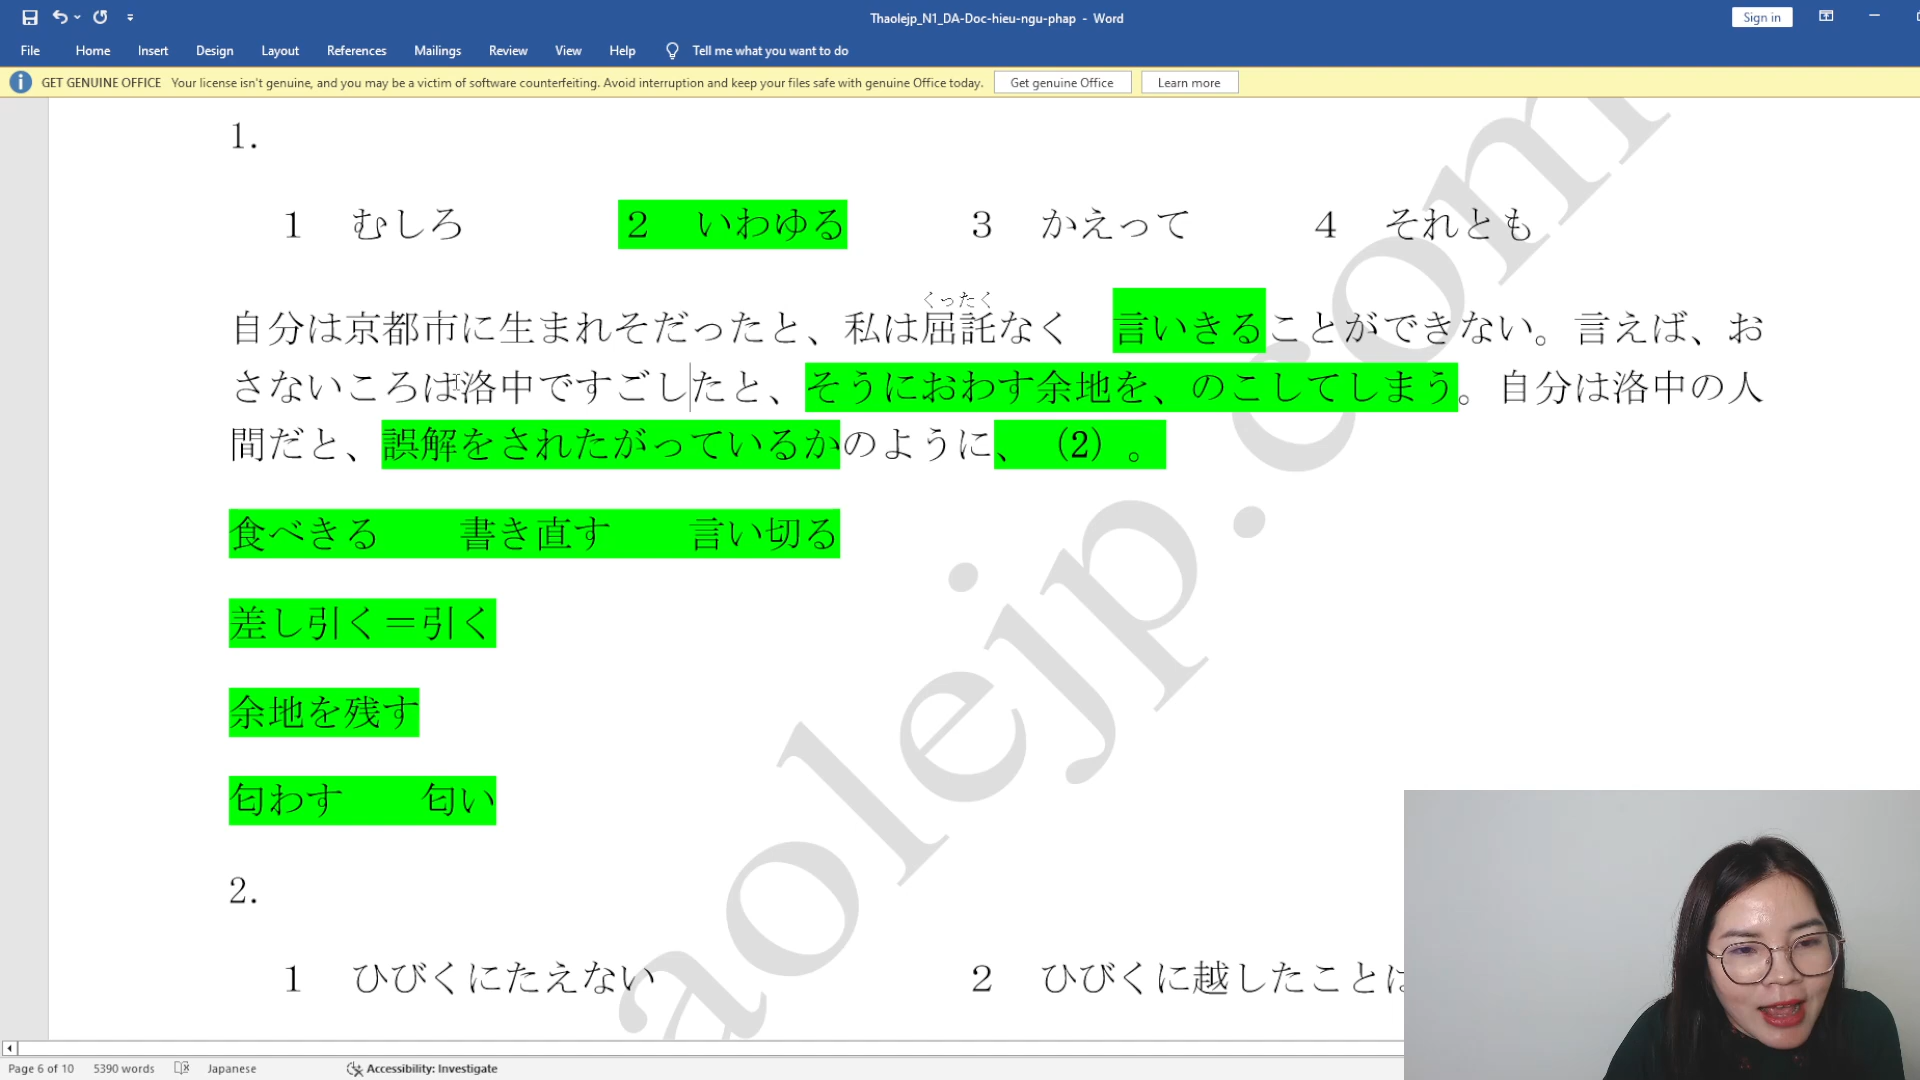 Thaolejp_N1_DA-Doc-hieu-ngu-phap - Word
Sign in
File Home Insert Design Layout References Mailings Review View Help Tell me what you want to do
GET GENUINE OFFICE Your license isn't genuine, and you may be a victim of software counterfeiting. Avoid interruption and keep your files safe with genuine Office today. Get genuine Office Learn more
1.
1 むしろ 2 いわゆる 3 かえって 4 それとも
くったく
自分は京都市に生まれそだったと、私は屈託なく 言いきることができない。言えば、お
さないころは洛中ですごしたと、そうにおわす余地を、のこしてしまう。自分は洛中の人
間だと、誤解をされたがっているかのように、（2）。
食べきる 書き直す 言い切る
差し引く＝引く
余地を残す
匂わす 匂い
2.
1 ひびくにたえない 2 ひびくに越したことは
aolejp.com
Page 6 of 10 5390 words Japanese Accessibility: Investigate